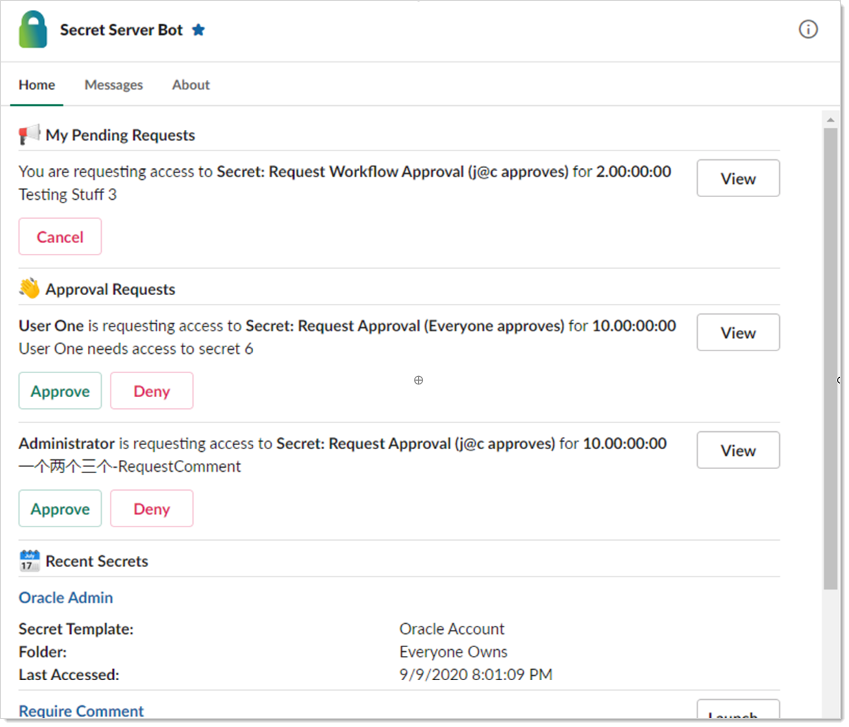 Secret Server Bot
Home Messages About
My Pending Requests
You are requesting access to Secret: Request Workflow Approval (j@c approves) for 2.00:00:00
View
Testing Stuff 3
Cancel
Approval Requests
User One is requesting access to Secret: Request Approval (Everyone approves) for 10.00:00:00
View
User One needs access to secret 6
Approve Deny
Administrator is requesting access to Secret: Request Approval (j@c approves) for 10.00:00:00
View
一个两个三个-RequestComment
Approve Deny
July
17
Recent Secrets
Oracle Admin
Secret Template: Oracle Account
Folder: Everyone Owns
Last Accessed: 9/9/2020 8:01:09 PM
Require Comment
Launch